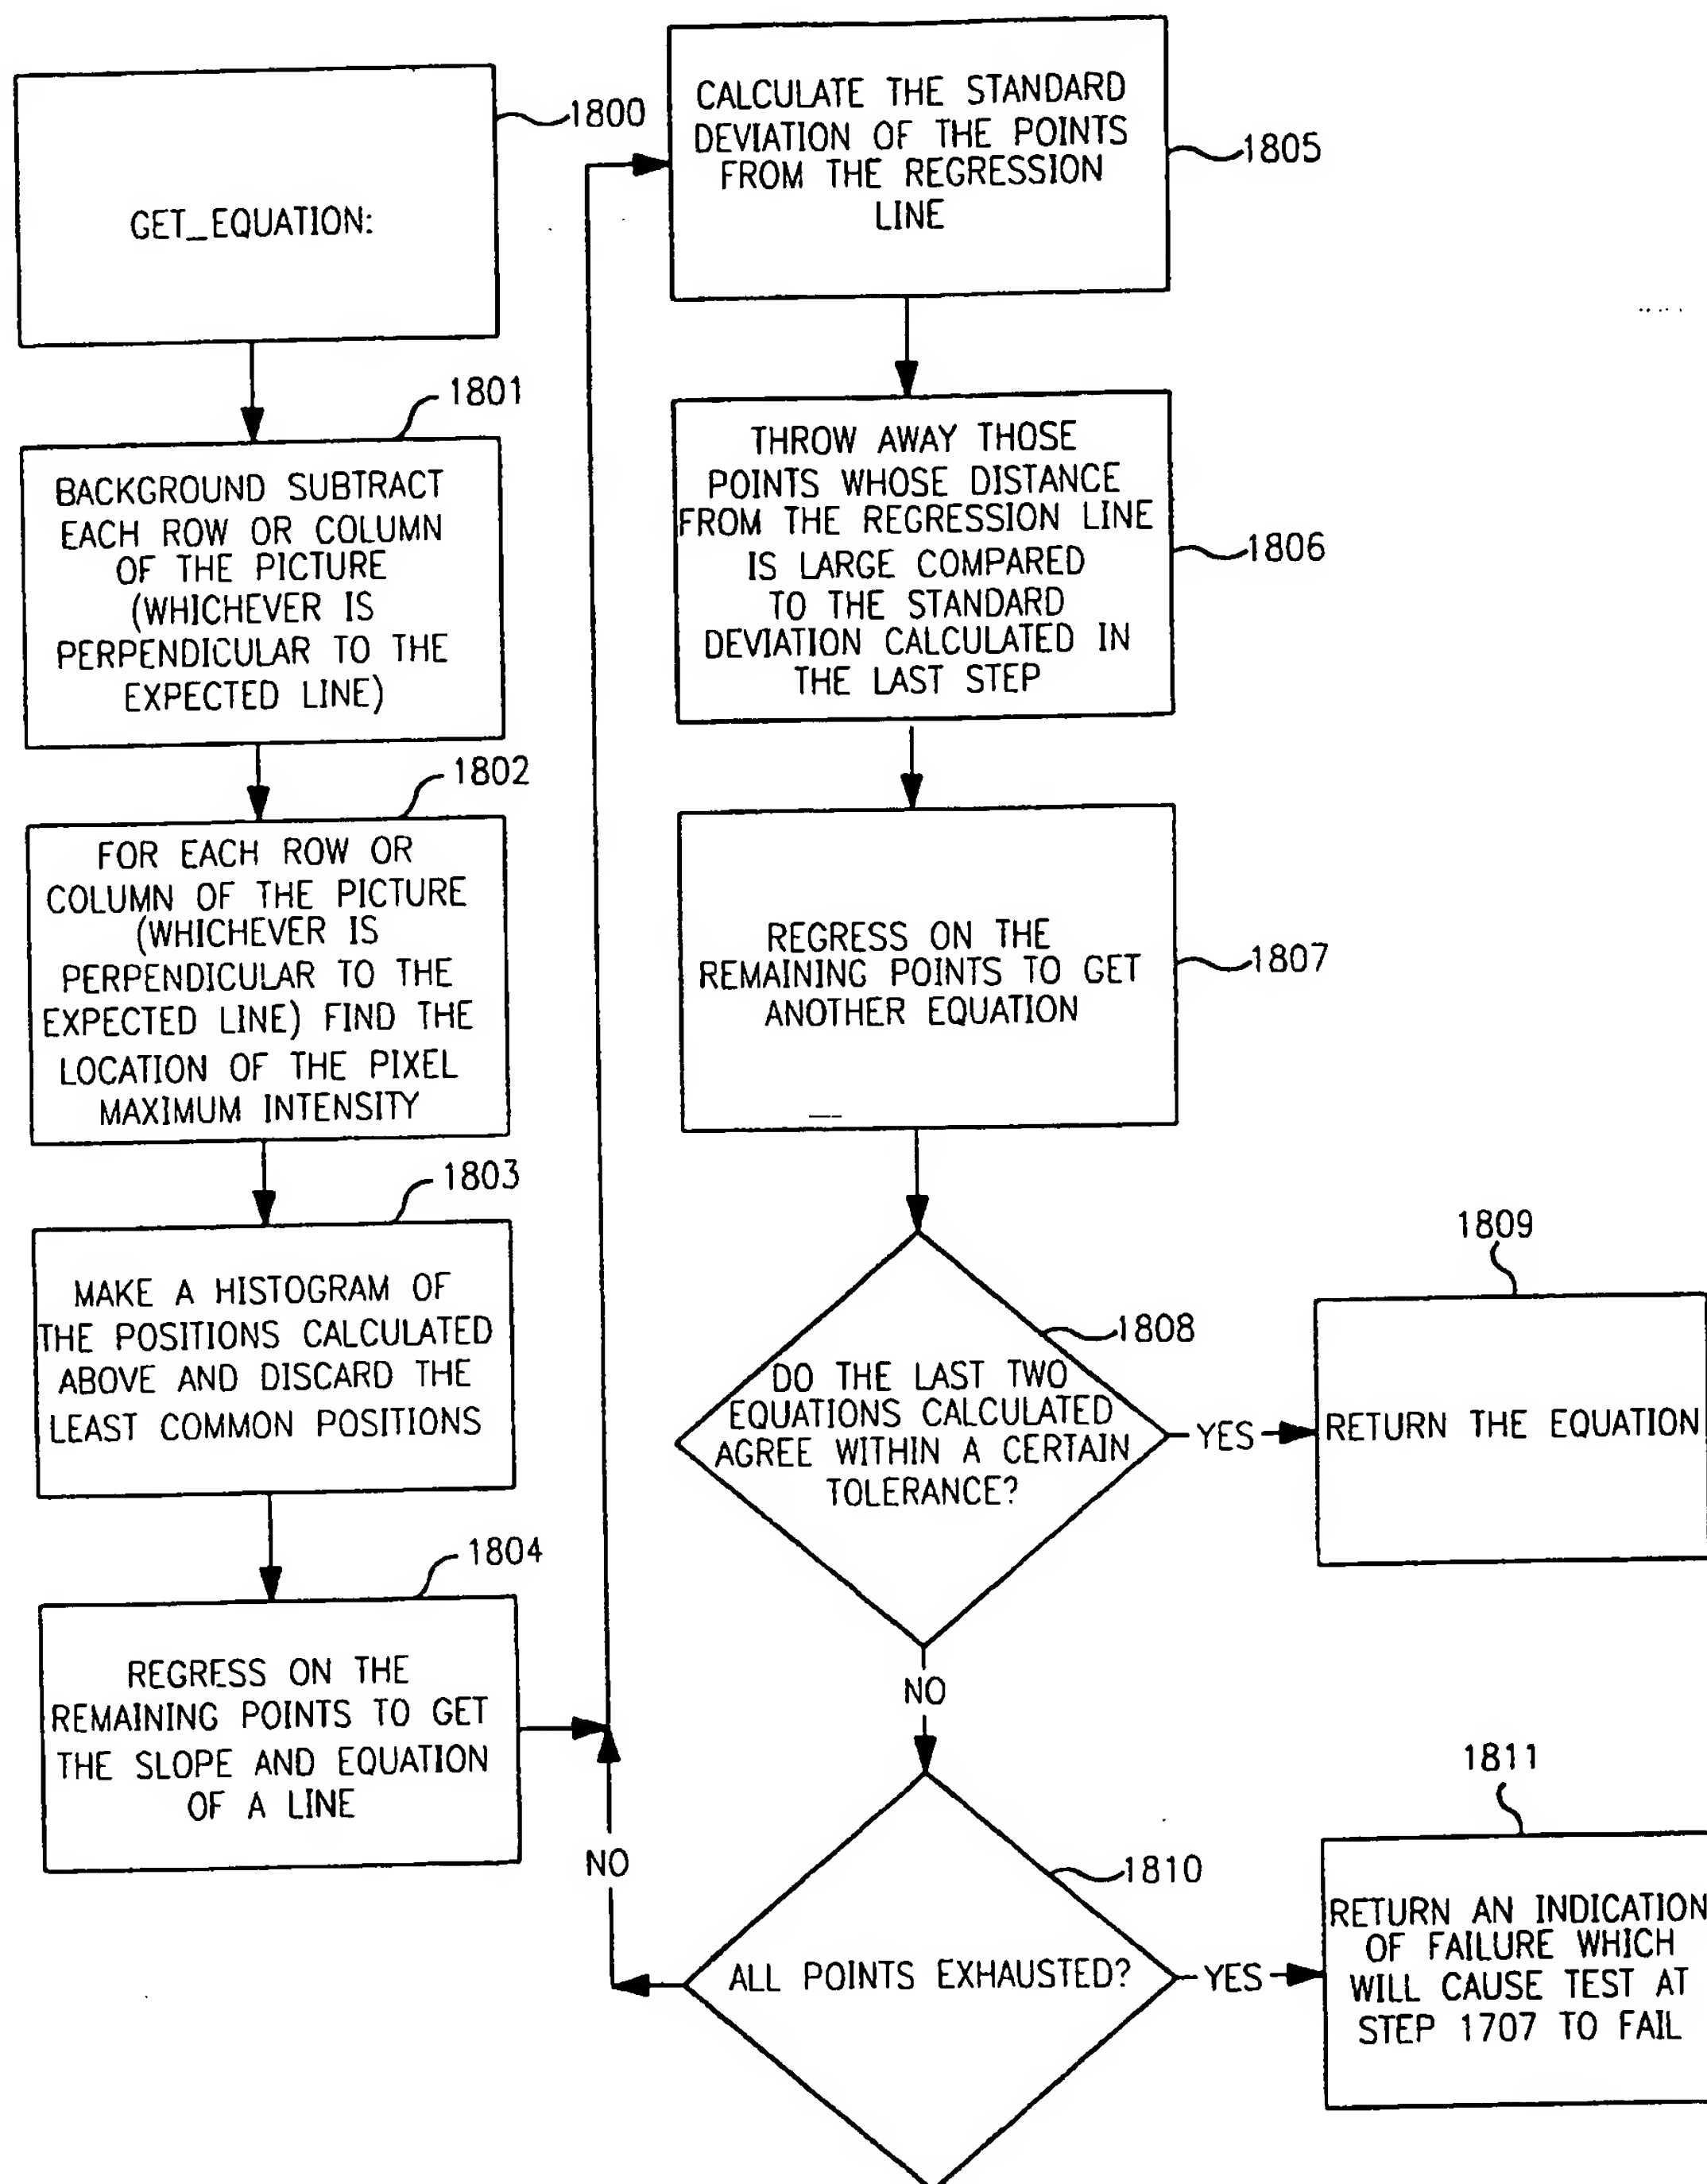 GET_EQUATION:
1800
1801
BACKGROUND SUBTRACT
EACH ROW OR COLUMN
OF THE PICTURE
(WHICHEVER IS
PERPENDICULAR TO THE
EXPECTED LINE)
1802
FOR EACH ROW OR
COLUMN OF THE PICTURE
(WHICHEVER IS
PERPENDICULAR TO THE
EXPECTED LINE) FIND THE
LOCATION OF THE PIXEL
MAXIMUM INTENSITY
1803
MAKE A HISTOGRAM OF
THE POSITIONS CALCULATED
ABOVE AND DISCARD THE
LEAST COMMON POSITIONS
1804
REGRESS ON THE
REMAINING POINTS TO GET
THE SLOPE AND EQUATION
OF A LINE
CALCULATE THE STANDARD
DEVIATION OF THE POINTS
FROM THE REGRESSION
LINE
1805
THROW AWAY THOSE
POINTS WHOSE DISTANCE
FROM THE REGRESSION LINE
IS LARGE COMPARED
TO THE STANDARD
DEVIATION CALCULATED IN
THE LAST STEP
1806
REGRESS ON THE
REMAINING POINTS TO GET
ANOTHER EQUATION
1807
1808
DO THE LAST TWO
EQUATIONS CALCULATED
AGREE WITHIN A CERTAIN
TOLERANCE?
YES
1809
RETURN THE EQUATION
NO
1810
ALL POINTS EXHAUSTED?
NO
YES
1811
RETURN AN INDICATION
OF FAILURE WHICH
WILL CAUSE TEST AT
STEP 1707 TO FAIL